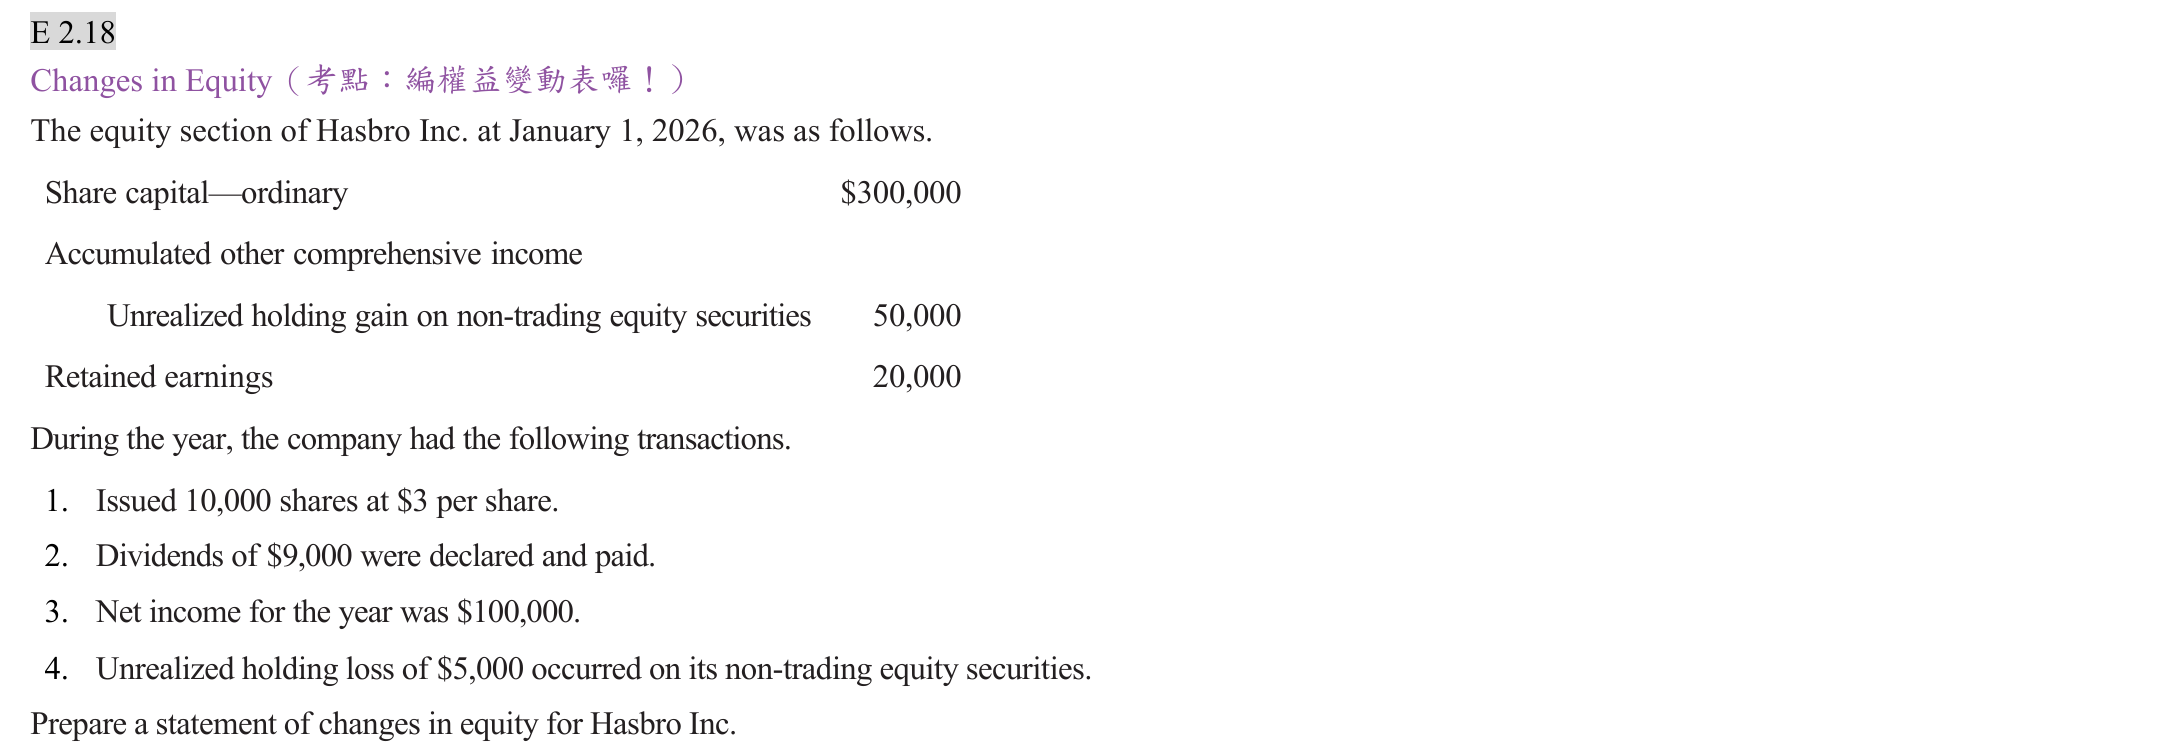 E 2.18
Changes in Equity（考點：編權益變動表囉！）
The equity section of Hasbro Inc. at January 1, 2026, was as follows.
Share capital—ordinary $300,000
Accumulated other comprehensive income
Unrealized holding gain on non-trading equity securities 50,000
Retained earnings 20,000
During the year, the company had the following transactions.
1. Issued 10,000 shares at $3 per share.
2. Dividends of $9,000 were declared and paid.
3. Net income for the year was $100,000.
4. Unrealized holding loss of $5,000 occurred on its non-trading equity securities.
Prepare a statement of changes in equity for Hasbro Inc.